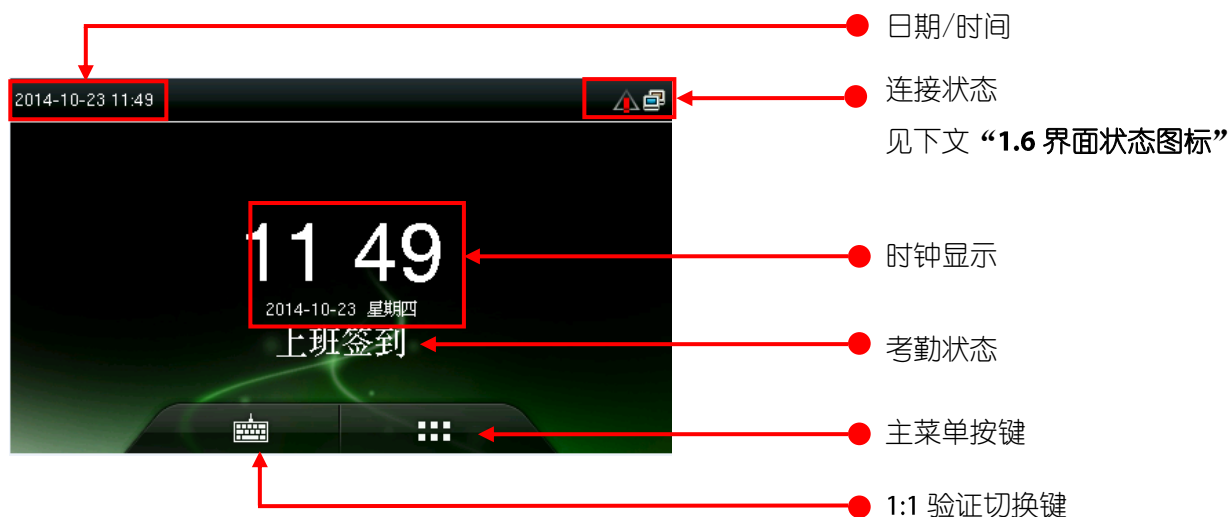 日期/时间
2014-10-23 11:49
连接状态
见下文 “1.6 界面状态图标”
11 49
2014-10-23 星期四
时钟显示
上班签到
考勤状态
主菜单按键
1:1 验证切换键